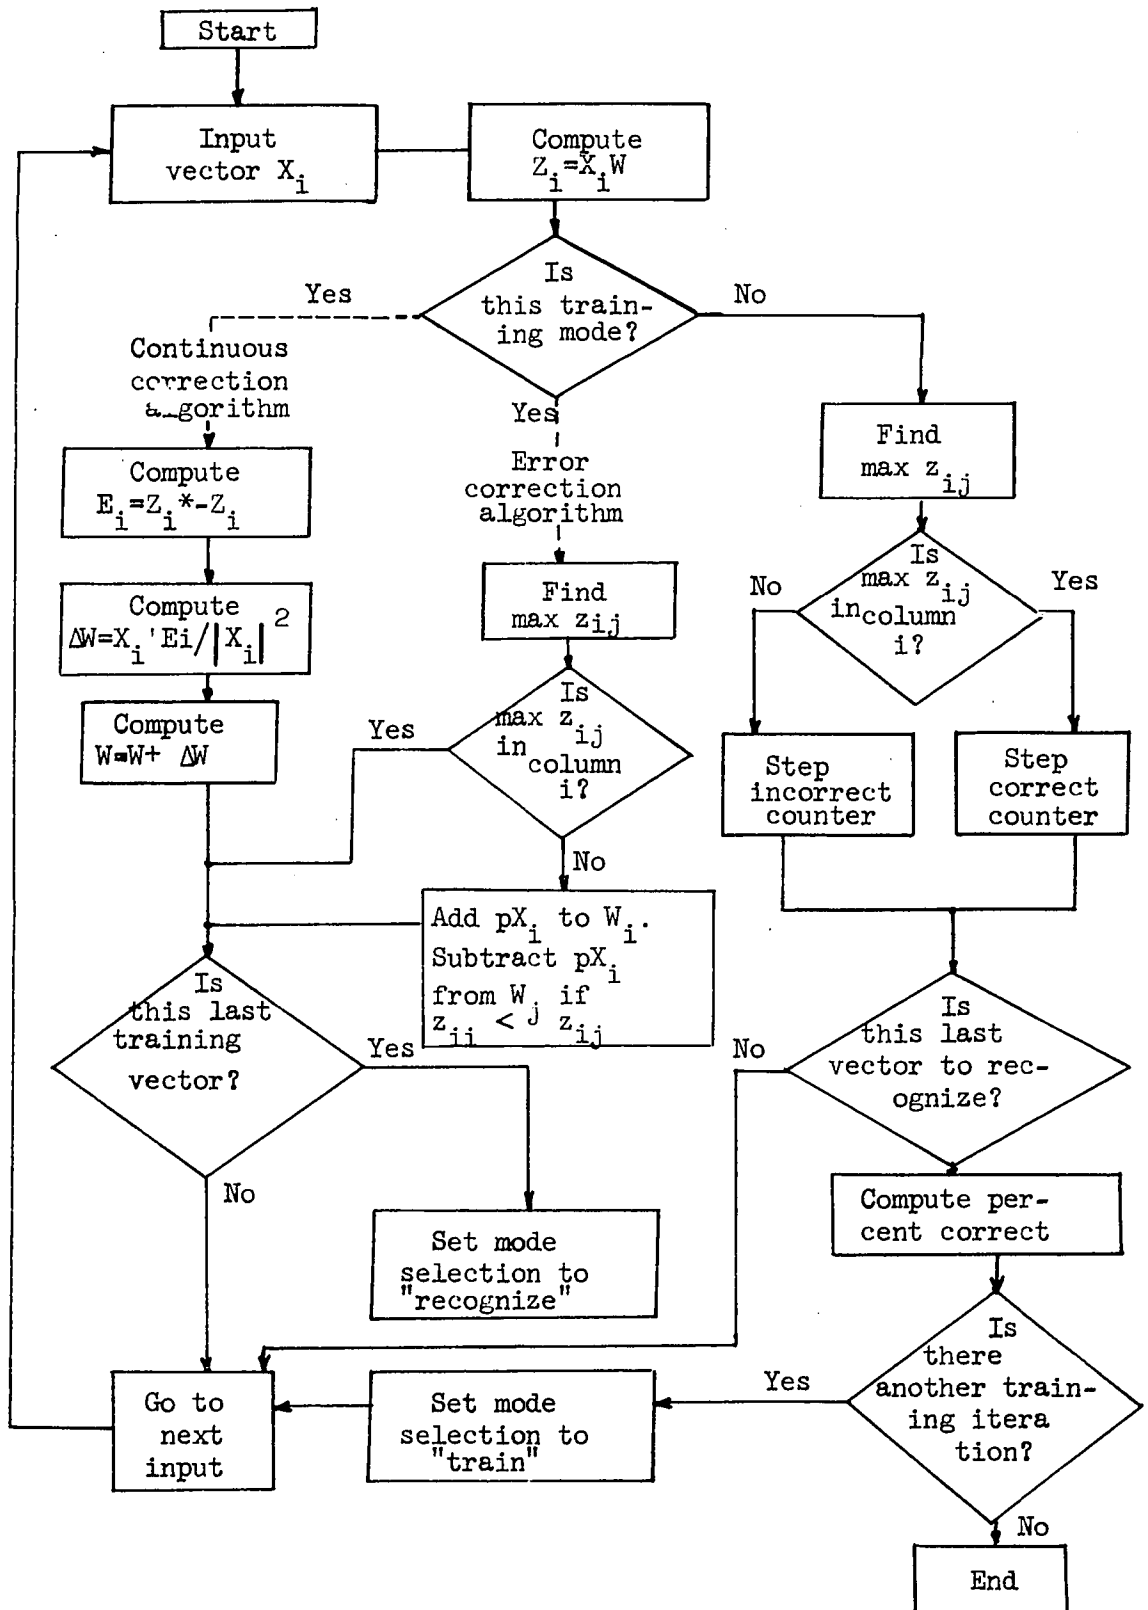 Start
Input
vector Xi
Compute
Zi=XiW
Is
this train-
ing mode?
Yes
No
Continuous
correction
algorithm
Yes
Error
correction
algorithm
Compute
Ei=Zi*-Zi
Compute
ΔW=Xi'Ei/|Xi|2
Compute
W=W+ ΔW
Find
max zij
Is
max zij
in column
i?
Yes
No
Add pXi to Wi.
Subtract pXi
from Wj if
zii < zij
Find
max zij
Is
max zij
in column
i?
No
Yes
Step
incorrect
counter
Step
correct
counter
Is
this last
training
vector?
Yes
No
Set mode
selection to
"recognize"
Is
this last
vector to rec-
ognize?
No
Compute per-
cent correct
Is
there
another train-
ing itera
tion?
Yes
No
Set mode
selection to
"train"
Go to
next
input
End